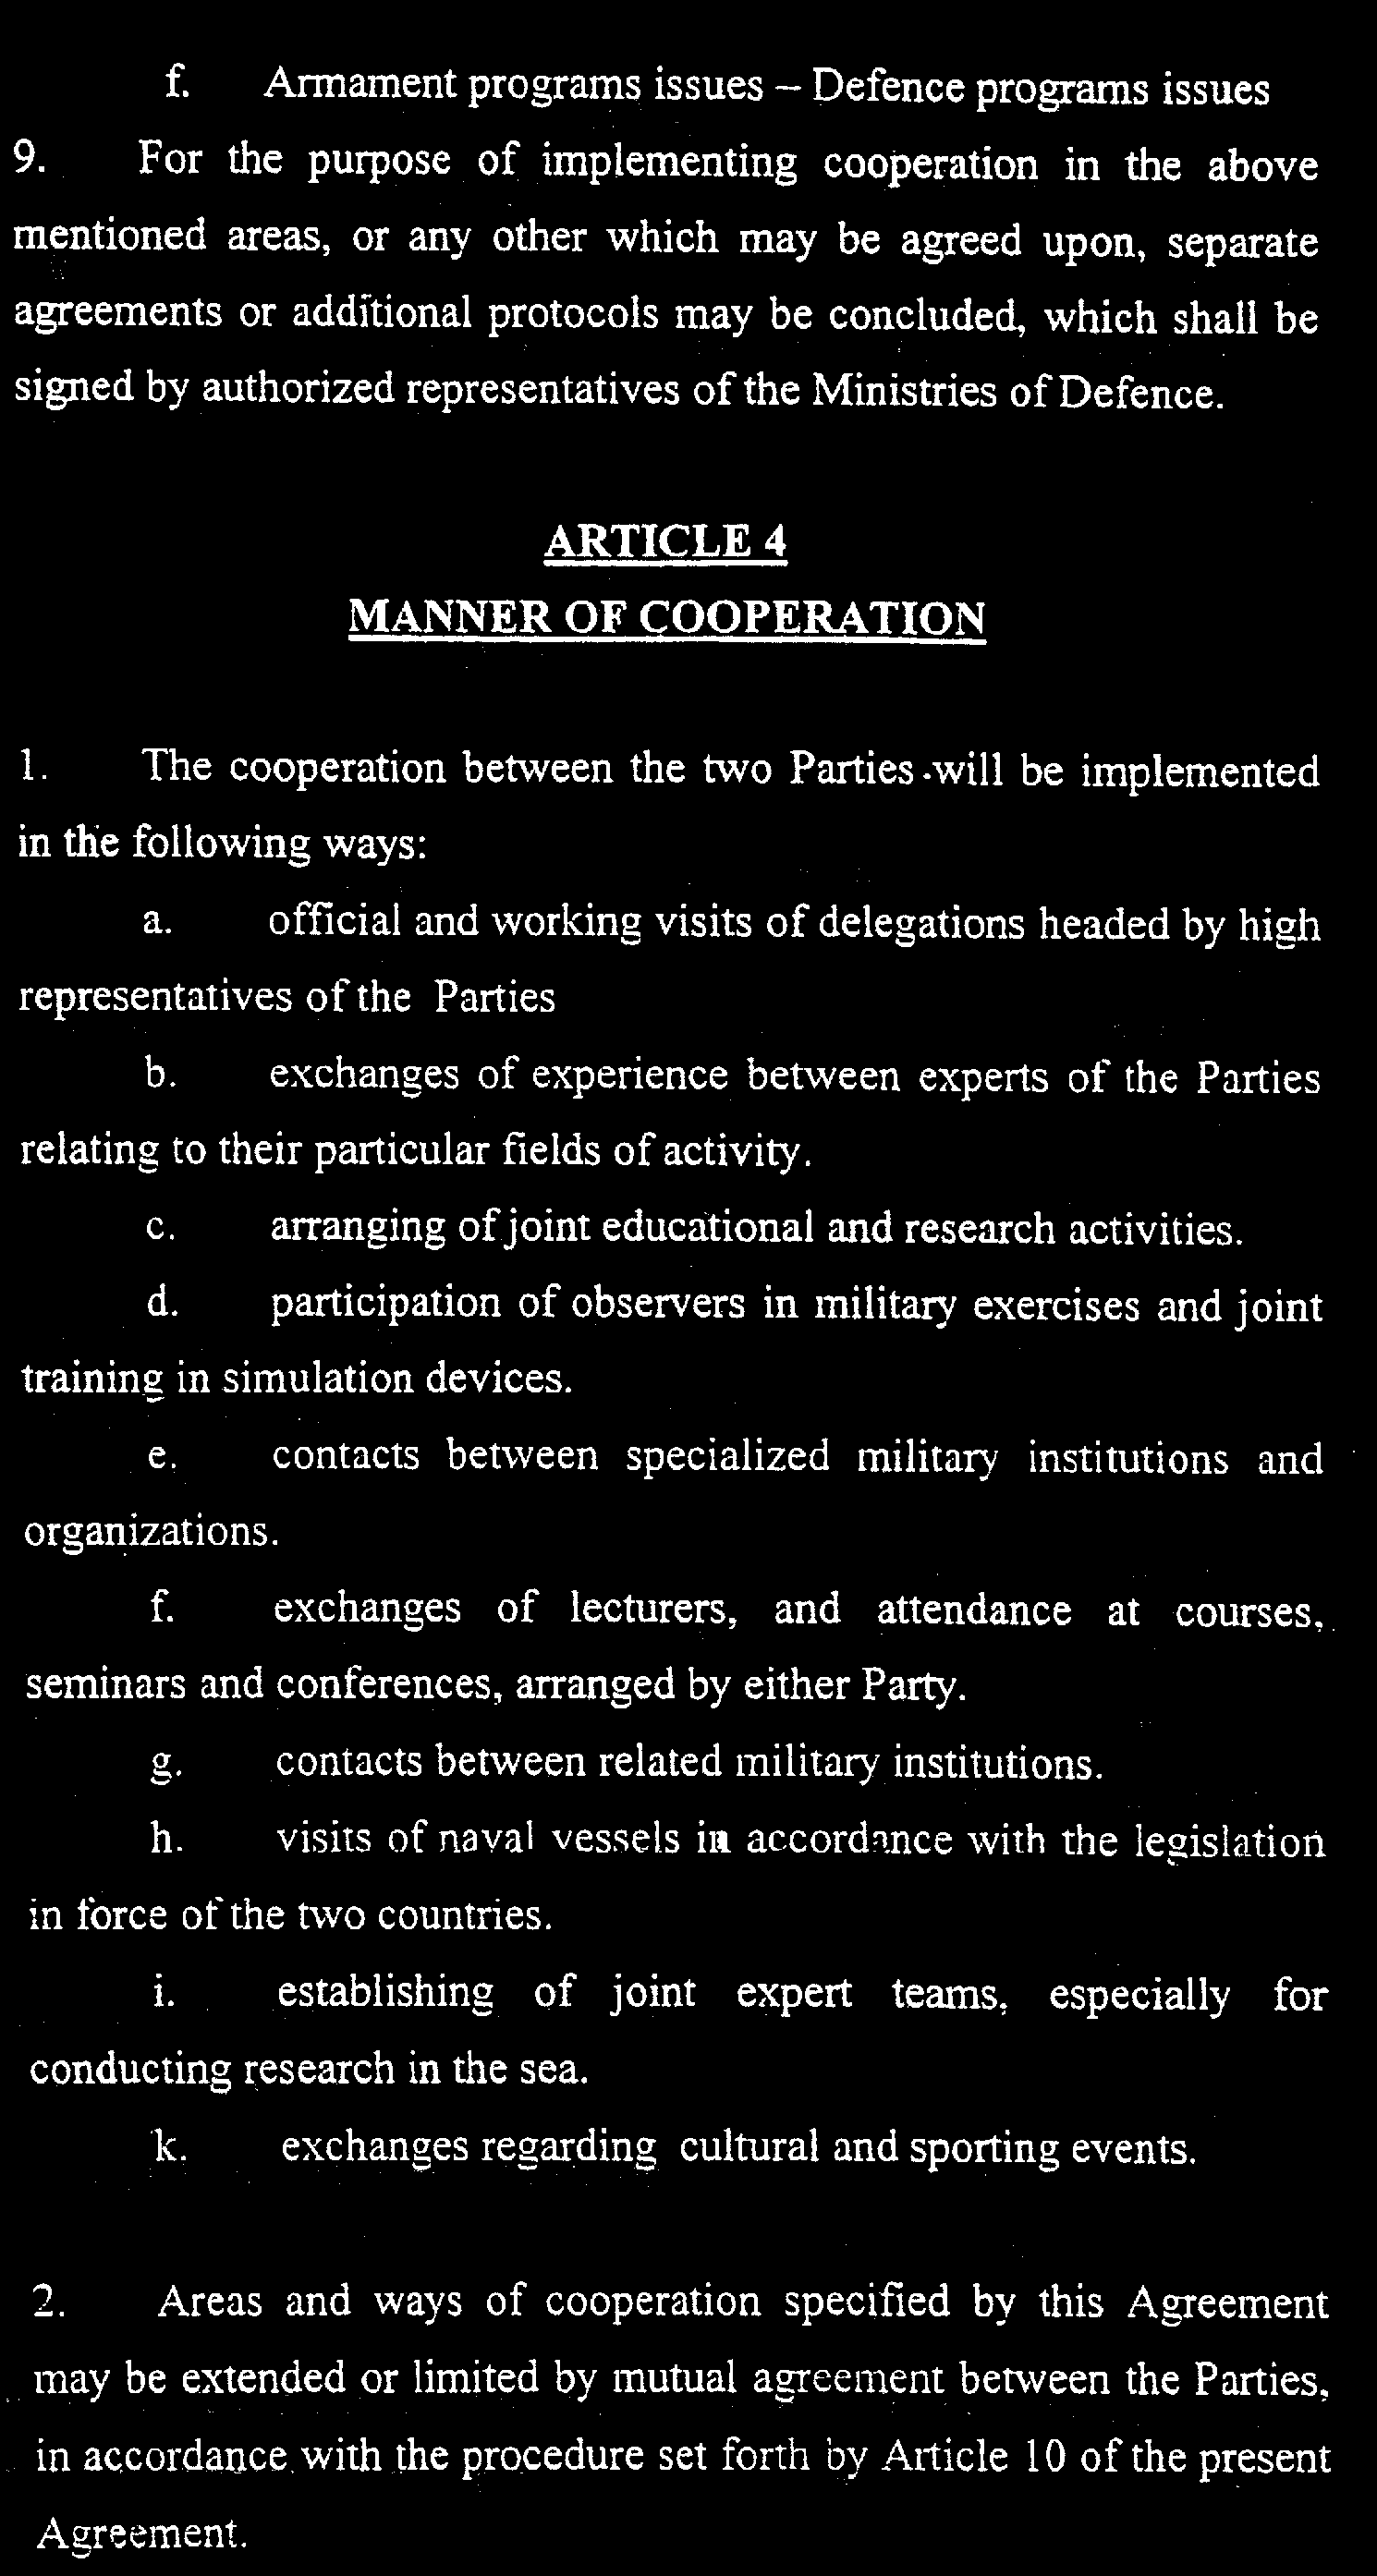 f. Armament programs issues – Defence programs issues
9. For the purpose of implementing cooperation in the above
mentioned areas, or any other which may be agreed upon, separate
agreements or additional protocols may be concluded, which shall be
signed by authorized representatives of the Ministries of Defence.
ARTICLE 4
MANNER OF COOPERATION
1. The cooperation between the two Parties will be implemented
in the following ways:
a. official and working visits of delegations headed by high
representatives of the Parties
b. exchanges of experience between experts of the Parties
relating to their particular fields of activity.
c. arranging of joint educational and research activities.
d. participation of observers in military exercises and joint
training in simulation devices.
e. contacts between specialized military institutions and
organizations.
f. exchanges of lecturers, and attendance at courses,
seminars and conferences, arranged by either Party.
g. contacts between related military institutions.
h. visits of naval vessels in accordance with the legislation
in force of the two countries.
i. establishing of joint expert teams, especially for
conducting research in the sea.
k. exchanges regarding cultural and sporting events.
2. Areas and ways of cooperation specified by this Agreement
may be extended or limited by mutual agreement between the Parties,
in accordance with the procedure set forth by Article 10 of the present
Agreement.